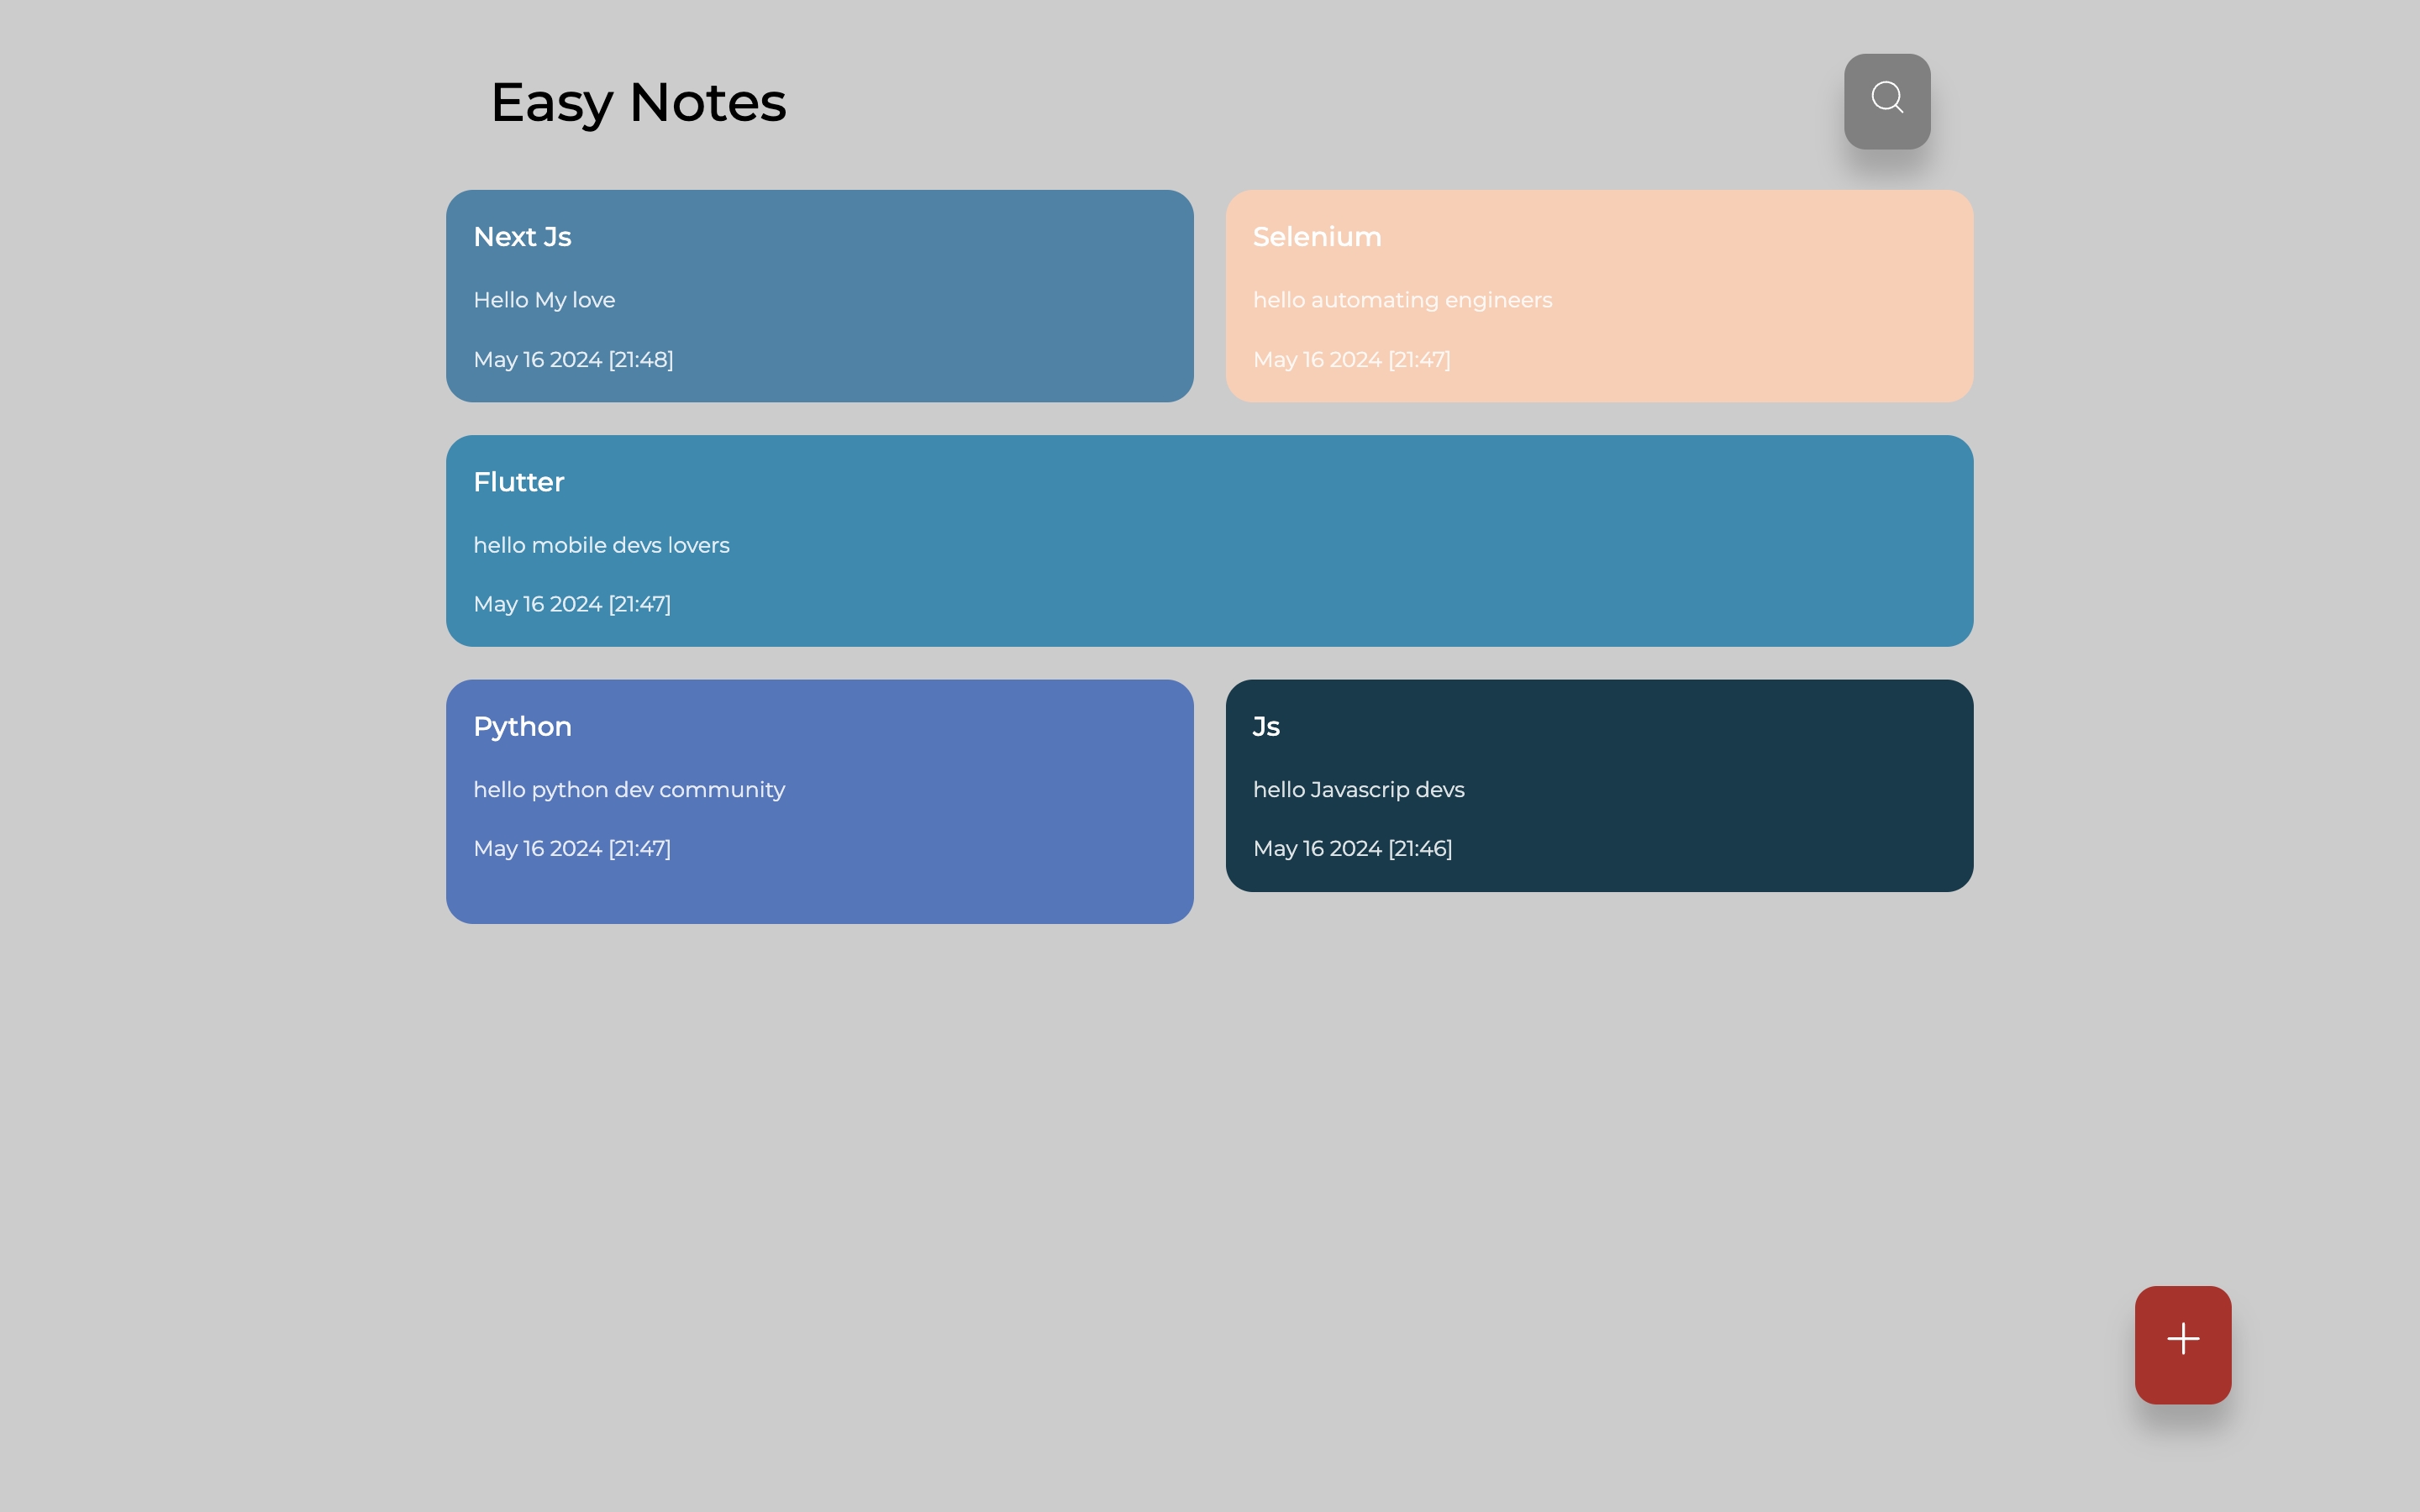 Easy Notes
Next Js
Hello My love
May 16 2024 [21:48]
Selenium
hello automating engineers
May 16 2024 [21:47]
Flutter
hello mobile devs lovers
May 16 2024 [21:47]
Python
hello python dev community
May 16 2024 [21:47]
Js
hello Javascrip devs
May 16 2024 [21:46]